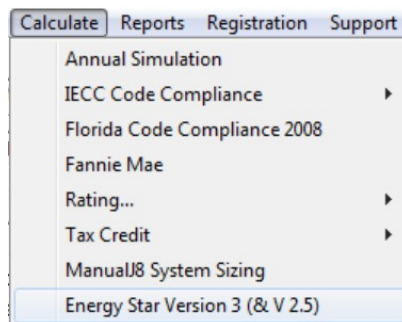 Calculate Reports Registration Support
Annual Simulation
IECC Code Compliance
Florida Code Compliance 2008
Fannie Mae
Rating...
Tax Credit
ManualJ8 System Sizing
Energy Star Version 3 (& V 2.5)